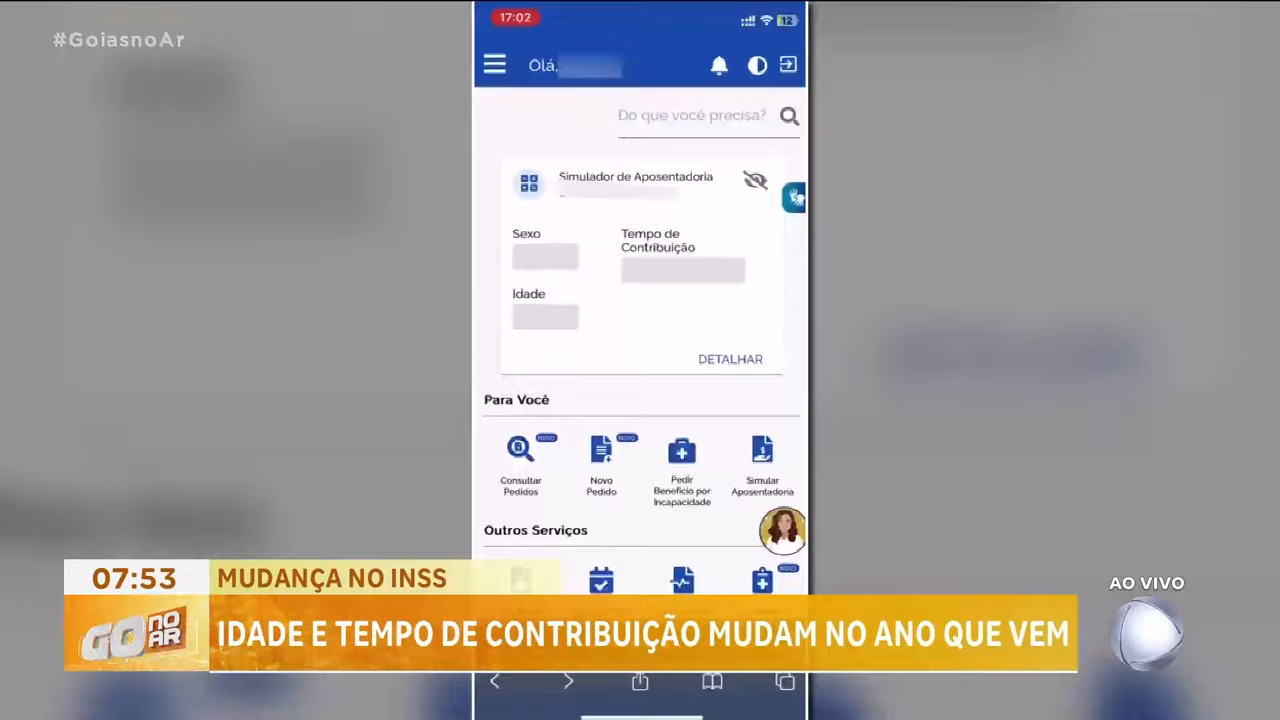 #GoiasnoAr
17:02
12
Olá,
Do que você precisa?
Simulador de Aposentadoria
Sexo
Tempo de
Contribuição
Idade
DETALHAR
Para Você
NOVO
NOVO
Consultar
Pedidos
Novo
Pedido
Pedir
Benefício por
Incapacidade
Simular
Aposentadoria
Outros Serviços
NOVO
07:53
MUDANÇA NO INSS
GO NO AR
IDADE E TEMPO DE CONTRIBUIÇÃO MUDAM NO ANO QUE VEM
AO VIVO